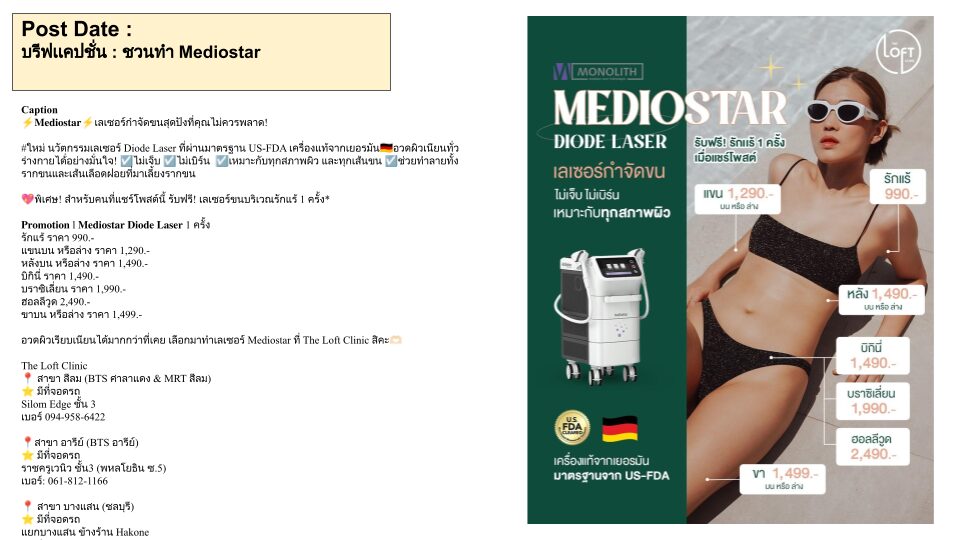 Post Date :
บรีฟแคปชั่น : ชวนทำ Mediostar
Caption
⚡Mediostar⚡เลเซอร์กำจัดขนสุดปังที่คุณไม่ควรพลาด!
#ใหม่ นวัตกรรมเลเซอร์ Diode Laser ที่ผ่านมาตรฐาน US-FDA เครื่องแท้จากเยอรมัน🇩🇪อวดผิวเนียนทั่ว
ร่างกายได้อย่างมั่นใจ! ☑️ไม่เจ็บ ☑️ไม่เบิร์น ☑️เหมาะกับทุกสภาพผิว และทุกเส้นขน ☑️ช่วยทำลายทั้ง
รากขนและเส้นเลือดฝอยที่มาเลี้ยงรากขน
💖พิเศษ! สำหรับคนที่แชร์โพสต์นี้ รับฟรี! เลเซอร์ขนบริเวณรักแร้ 1 ครั้ง*
Promotion | Mediostar Diode Laser 1 ครั้ง
รักแร้ ราคา 990.-
แขนบน หรือล่าง ราคา 1,290.-
หลังบน หรือล่าง ราคา 1,490.-
บิกินี่ ราคา 1,490.-
บราซิเลี่ยน ราคา 1,990.-
ฮอลลีวูด 2,490.-
ขาบน หรือล่าง ราคา 1,499.-
อวดผิวเรียบเนียนได้มากกว่าที่เคย เลือกมาทำเลเซอร์ Mediostar ที่ The Loft Clinic สิคะ🫶🏻
The Loft Clinic
📍 สาขา สีลม (BTS ศาลาแดง & MRT สีลม)
⭐ มีที่จอดรถ
Silom Edge ชั้น 3
เบอร์ 094-958-6422
📍สาขา อารีย์ (BTS อารีย์)
⭐ มีที่จอดรถ
ราชครูเวนิว ชั้น3 (พหลโยธิน ซ.5)
เบอร์: 061-812-1166
📍 สาขา บางแสน (ชลบุรี)
⭐ มีที่จอดรถ
แยกบางแสน ข้างร้าน Hakone
LOFT
MONOLITH
MEDIOSTAR
DIODE LASER
รับฟรี! รักแร้ 1 ครั้ง
เมื่อแชร์โพสต์
เลเซอร์กำจัดขน
ไม่เจ็บ ไม่เบิร์น
เหมาะกับทุกสภาพผิว
แขน 1,290.-
บน หรือ ล่าง
รักแร้
990.-
หลัง 1,490.-
บน หรือ ล่าง
บิกินี่
1,490.-
บราซิเลี่ยน
1,990.-
ฮอลลีวูด
2,490.-
ขา 1,499.-
บน หรือ ล่าง
U.S.
FDA
CLEARED
เครื่องแท้จากเยอรมัน
มาตรฐานจาก US-FDA